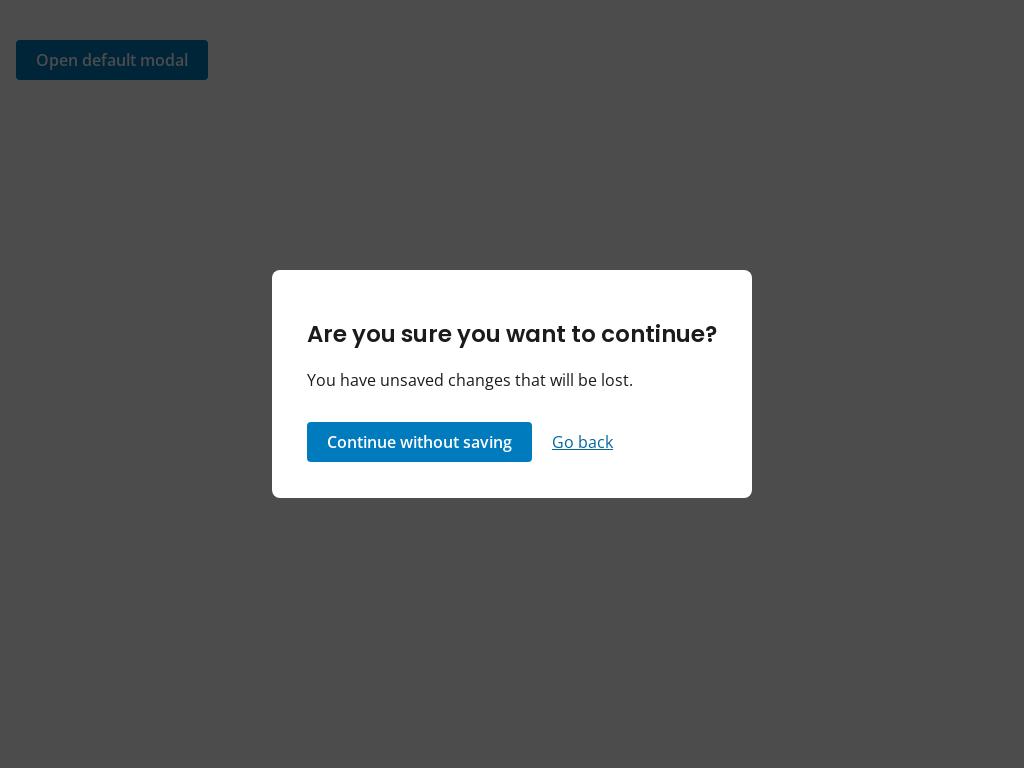 Open default modal
Are you sure you want to continue?
You have unsaved changes that will be lost.
Continue without saving
Go back